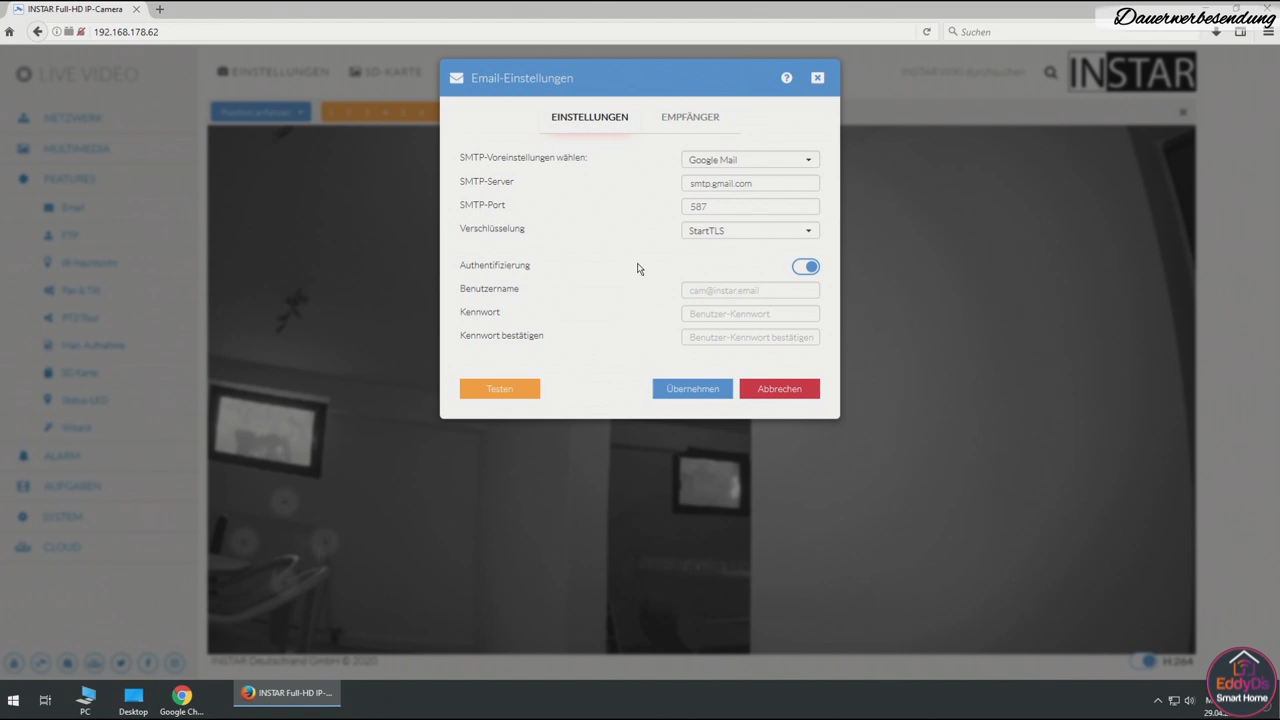 INSTAR Full-HD IP-Camera
Dauerwerbesendung
192.168.178.62
Suchen
LIVE VIDEO
EINSTELLUNGEN
SD-KARTE
INSTAR Wiki durchsuchen
INSTAR
Email-Einstellungen
EINSTELLUNGEN
EMPFÄNGER
SMTP-Voreinstellungen wählen:
Google Mail
SMTP-Server
smtp.gmail.com
SMTP-Port
587
Verschlüsselung
StartTLS
Authentifizierung
Benutzername
cam@instar.email
Kennwort
Benutzer-Kennwort
Kennwort bestätigen
Benutzer-Kennwort bestätigen
Testen
Übernehmen
Abbrechen
NETZWERK
MULTIMEDIA
FEATURES
Email
FTP
IR-Nachtsicht
Pan & Tilt
PTZ-Tour
Man. Aufnahme
SD-Karte
Status-LED
Wizard
ALARM
AUFGABEN
SYSTEM
CLOUD
INSTAR Deutschland GmbH © 2020
H.264
PC
Desktop
Google Ch...
INSTAR Full-HD IP-...
29.04.
EddyD's
Smart Home